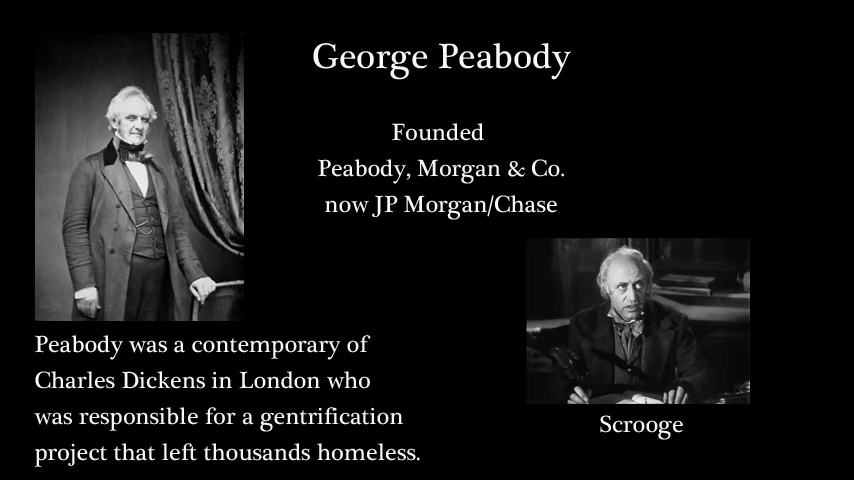 George Peabody
Founded
Peabody, Morgan & Co.
now JP Morgan/Chase
Peabody was a contemporary of
Charles Dickens in London who
was responsible for a gentrification
project that left thousands homeless.
Scrooge